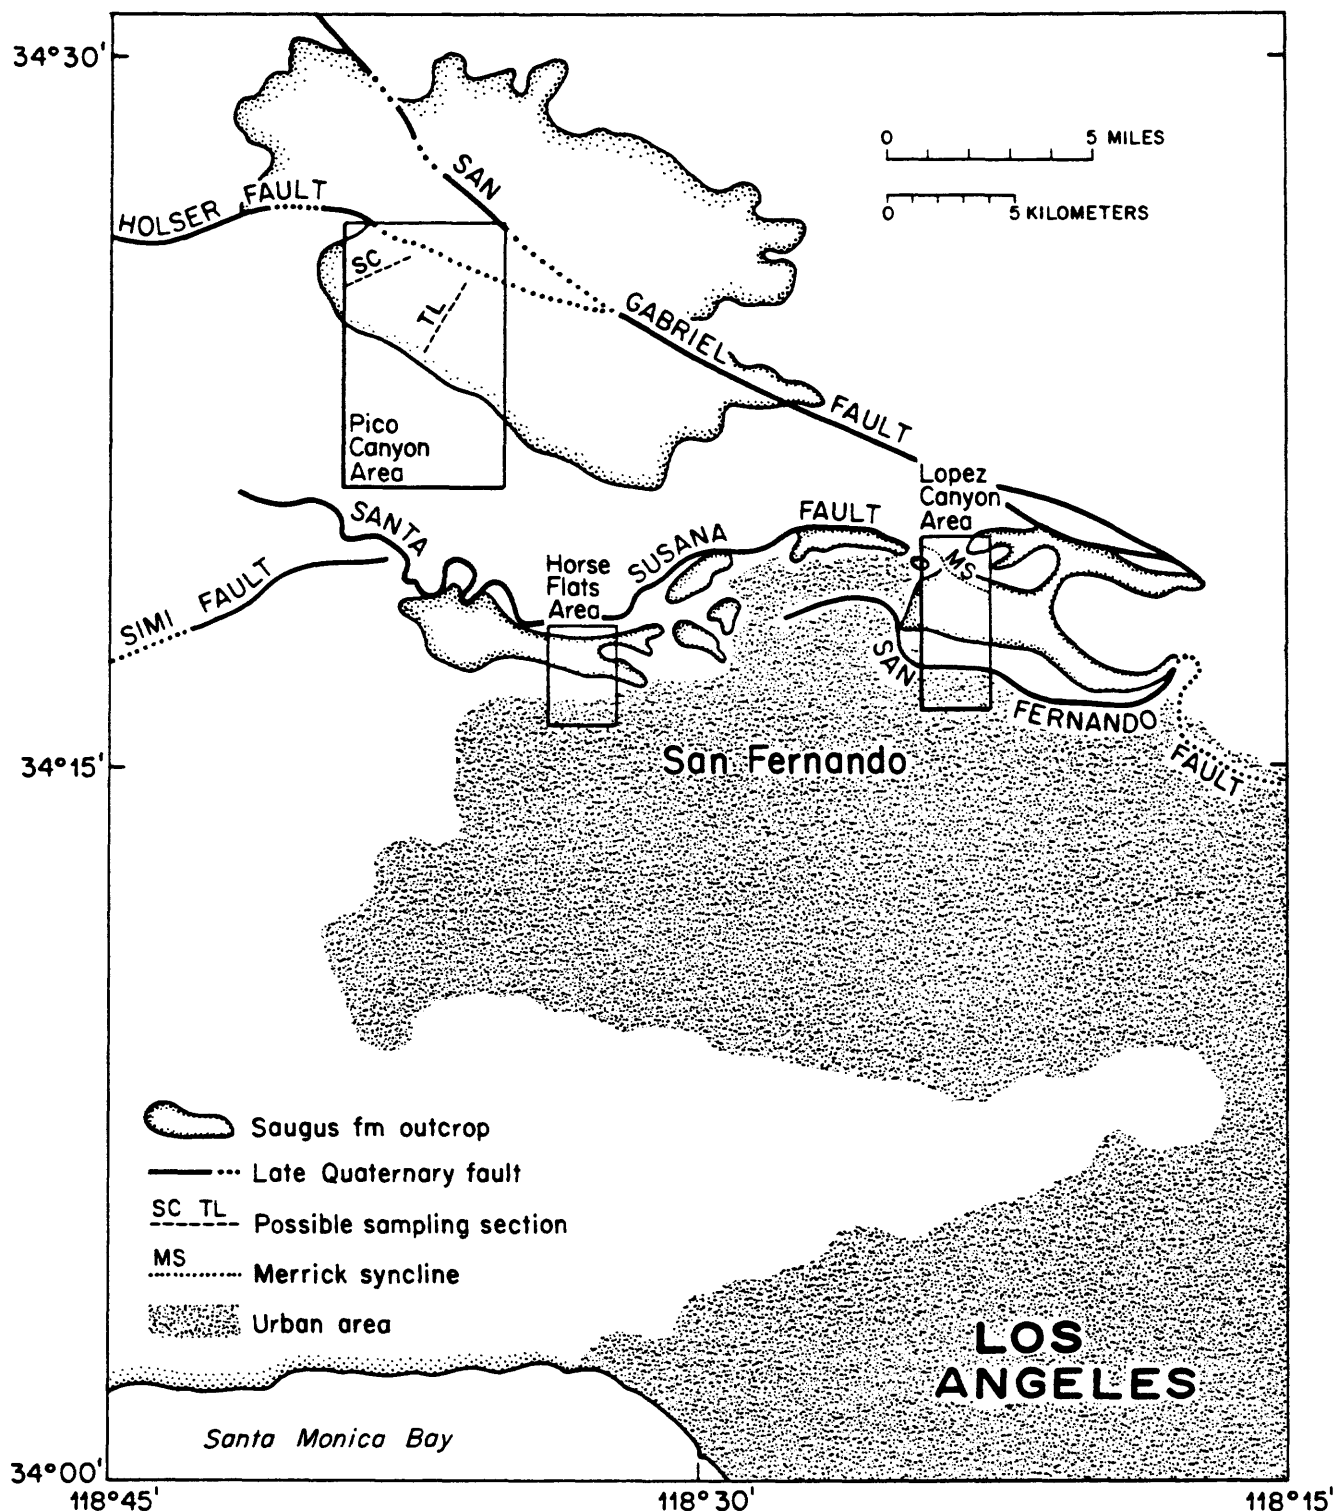 34°30'
0 5 MILES
0 5 KILOMETERS
HOLSER FAULT
SAN GABRIEL FAULT
SC
TL
Pico
Canyon
Area
Lopez
Canyon
Area
SANTA SUSANA FAULT
MS
Horse
Flats
Area
SIMI FAULT
SAN FERNANDO FAULT
San Fernando
34°15'
Saugus fm outcrop
Late Quaternary fault
SC TL
Possible sampling section
MS
Merrick syncline
Urban area
LOS
ANGELES
Santa Monica Bay
34°00'
118°45'
118°30'
118°15'